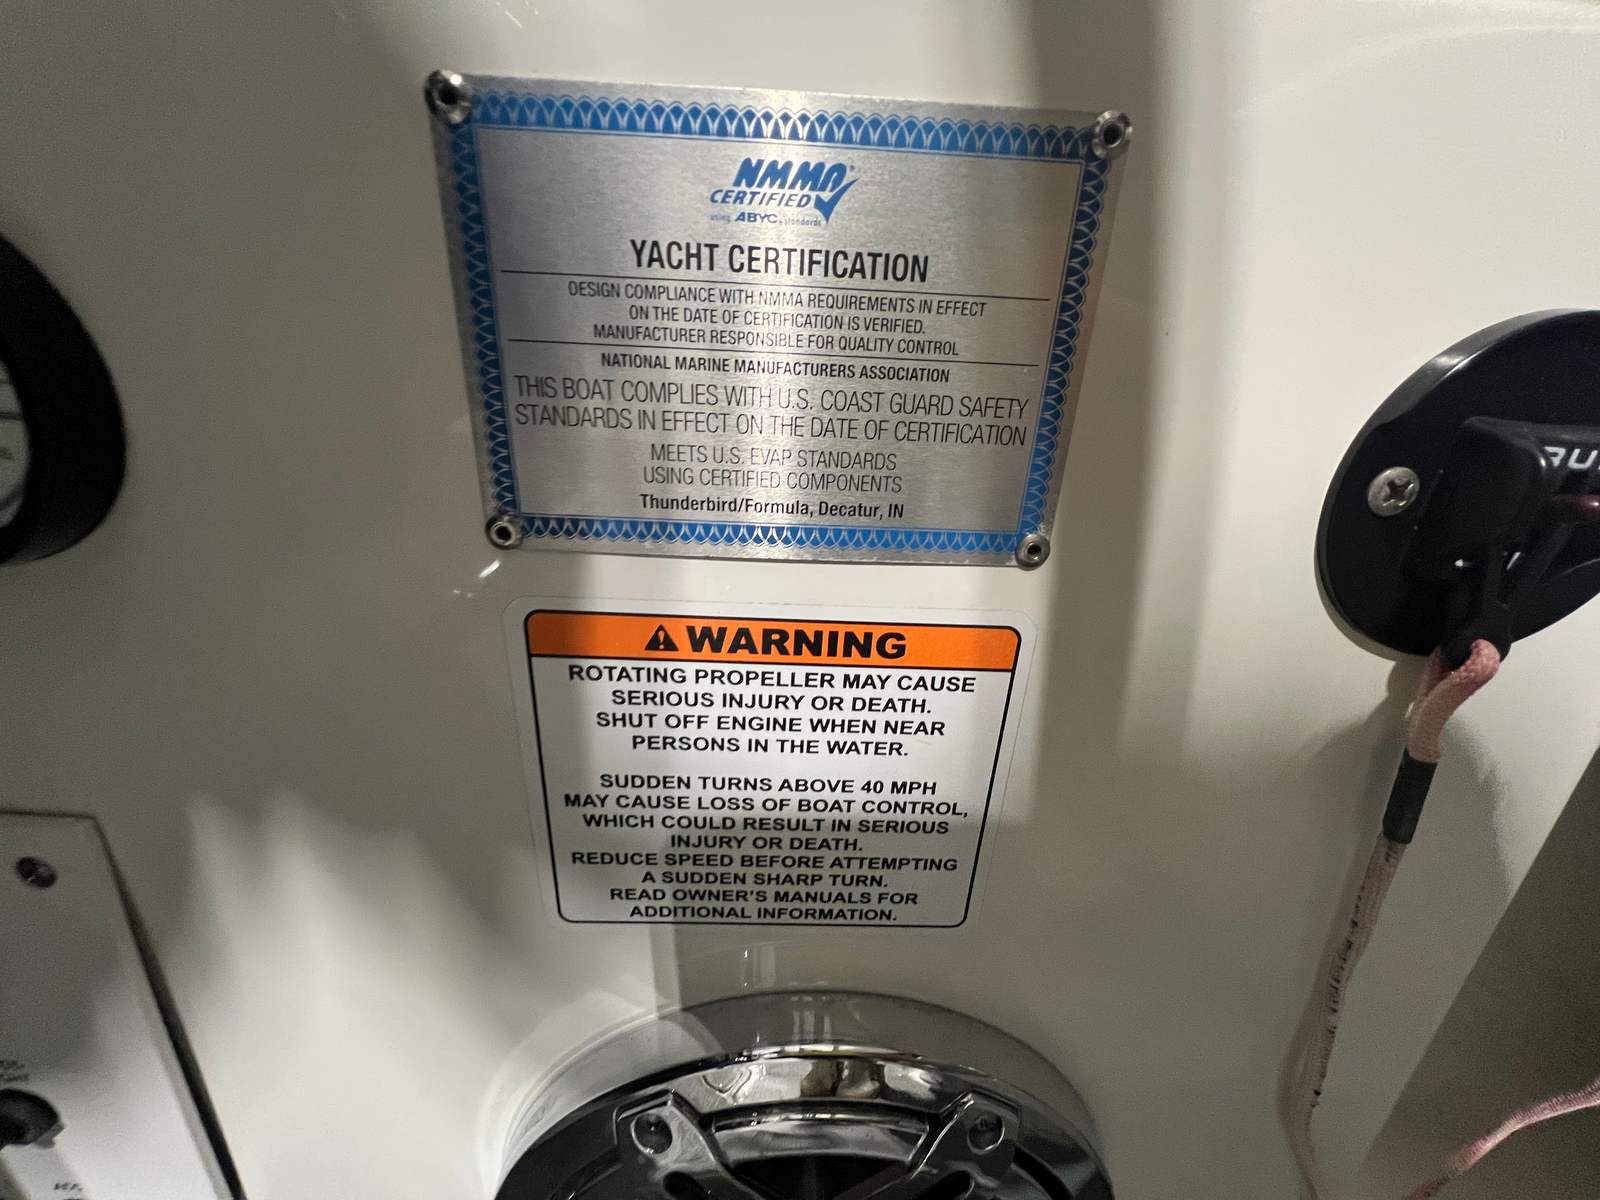 NMMA®
CERTIFIED
using ABYC® standards
YACHT CERTIFICATION
DESIGN COMPLIANCE WITH NMMA REQUIREMENTS IN EFFECT
ON THE DATE OF CERTIFICATION IS VERIFIED.
MANUFACTURER RESPONSIBLE FOR QUALITY CONTROL
NATIONAL MARINE MANUFACTURERS ASSOCIATION
THIS BOAT COMPLIES WITH U.S. COAST GUARD SAFETY
STANDARDS IN EFFECT ON THE DATE OF CERTIFICATION
MEETS U.S. EVAP STANDARDS
USING CERTIFIED COMPONENTS
Thunderbird/Formula, Decatur, IN
WARNING
ROTATING PROPELLER MAY CAUSE
SERIOUS INJURY OR DEATH.
SHUT OFF ENGINE WHEN NEAR
PERSONS IN THE WATER.
SUDDEN TURNS ABOVE 40 MPH
MAY CAUSE LOSS OF BOAT CONTROL,
WHICH COULD RESULT IN SERIOUS
INJURY OR DEATH.
REDUCE SPEED BEFORE ATTEMPTING
A SUDDEN SHARP TURN.
READ OWNER'S MANUALS FOR
ADDITIONAL INFORMATION.
ACC